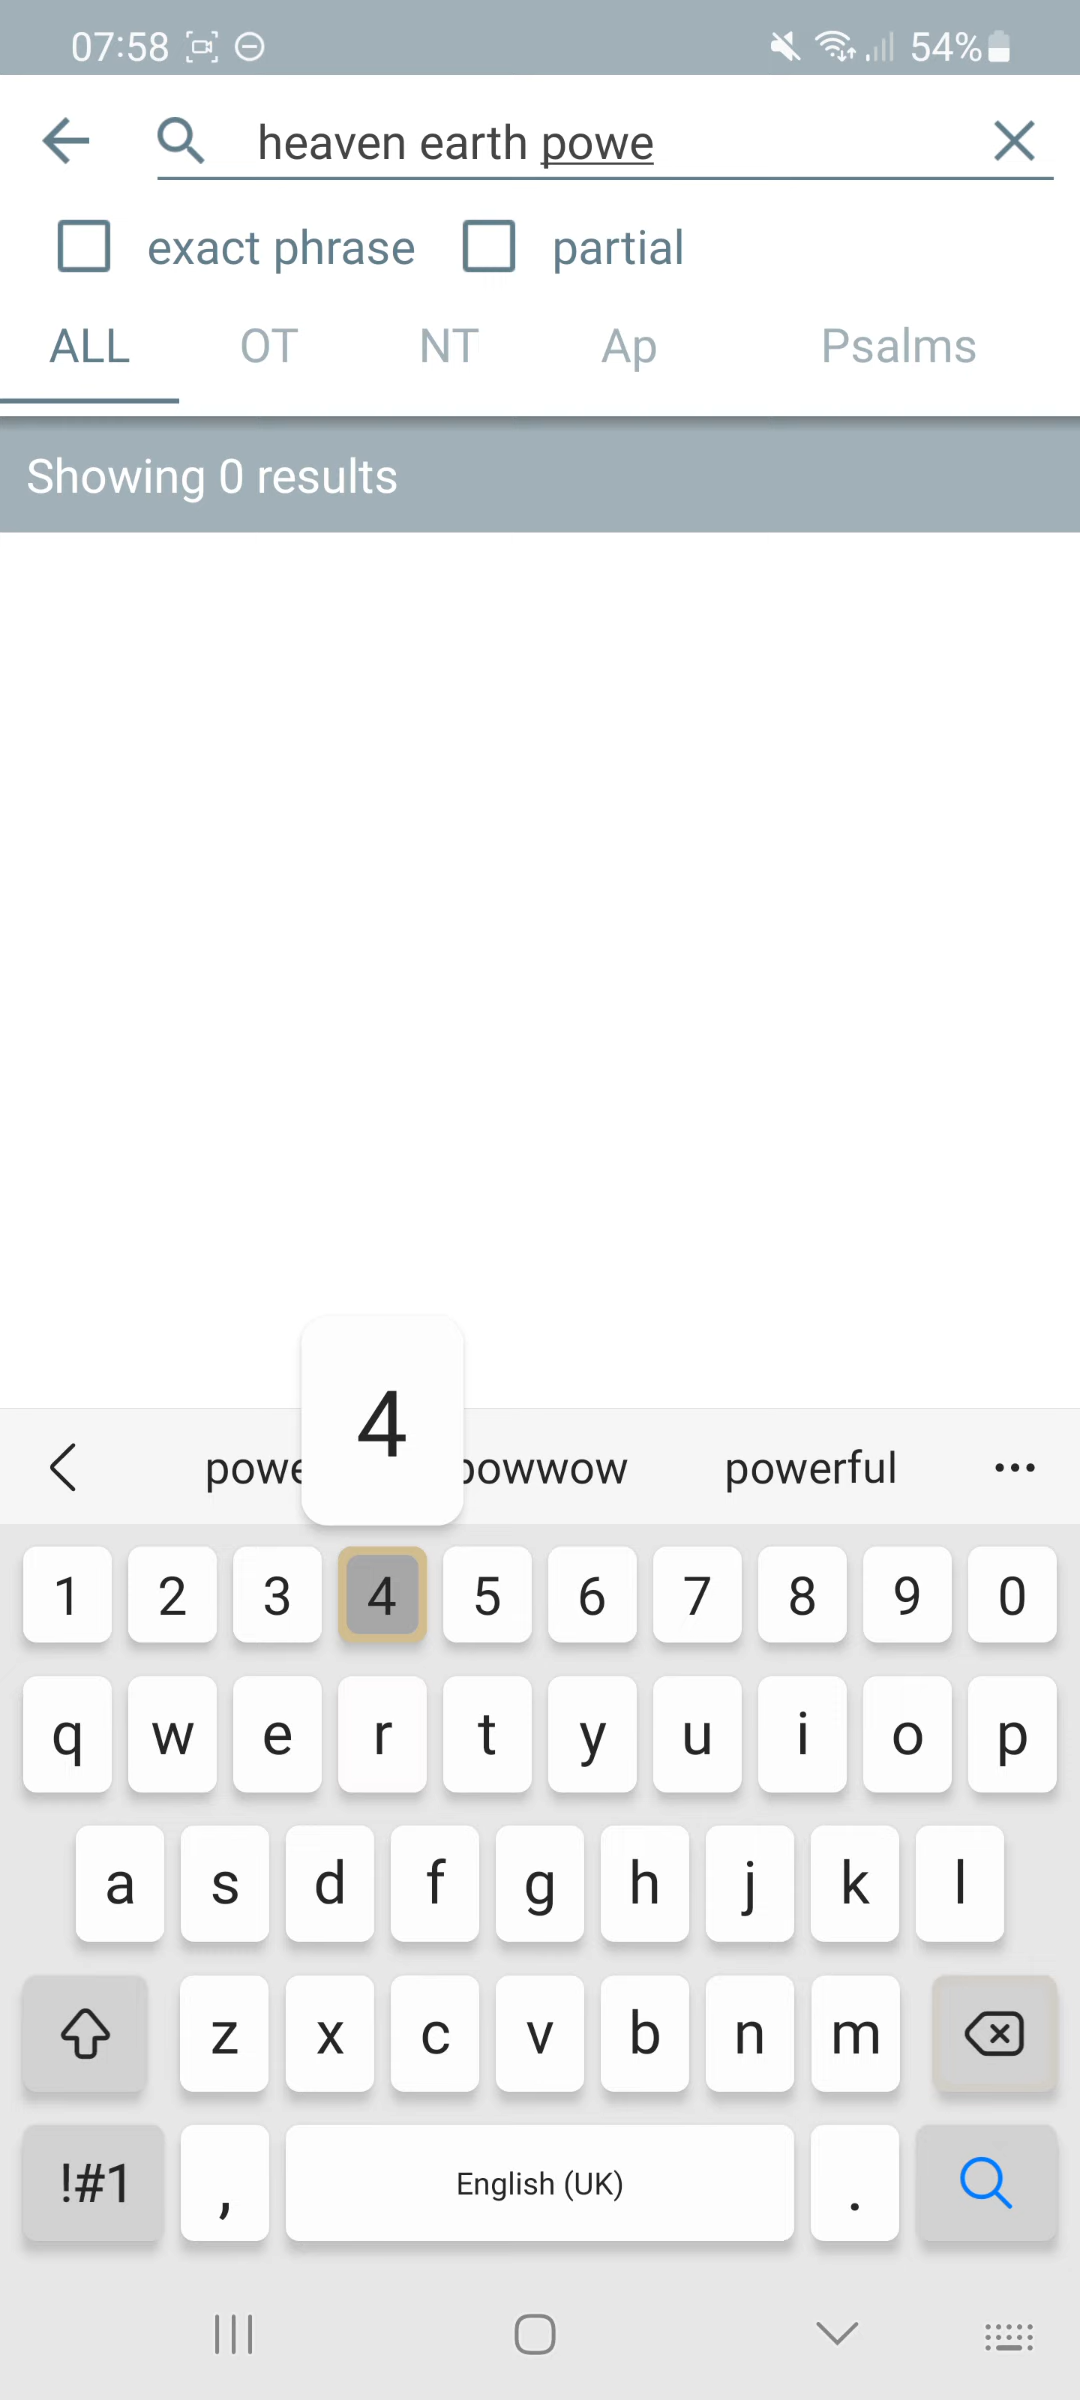 07:58 54%
heaven earth powe
exact phrase partial
ALL OT NT Ap Psalms
Showing 0 results
4
powerful
1 2 3 4 5 6 7 8 9 0
q w e r t y u i o p
a s d f g h j k l
z x c v b n m
!#1 , English (UK) .